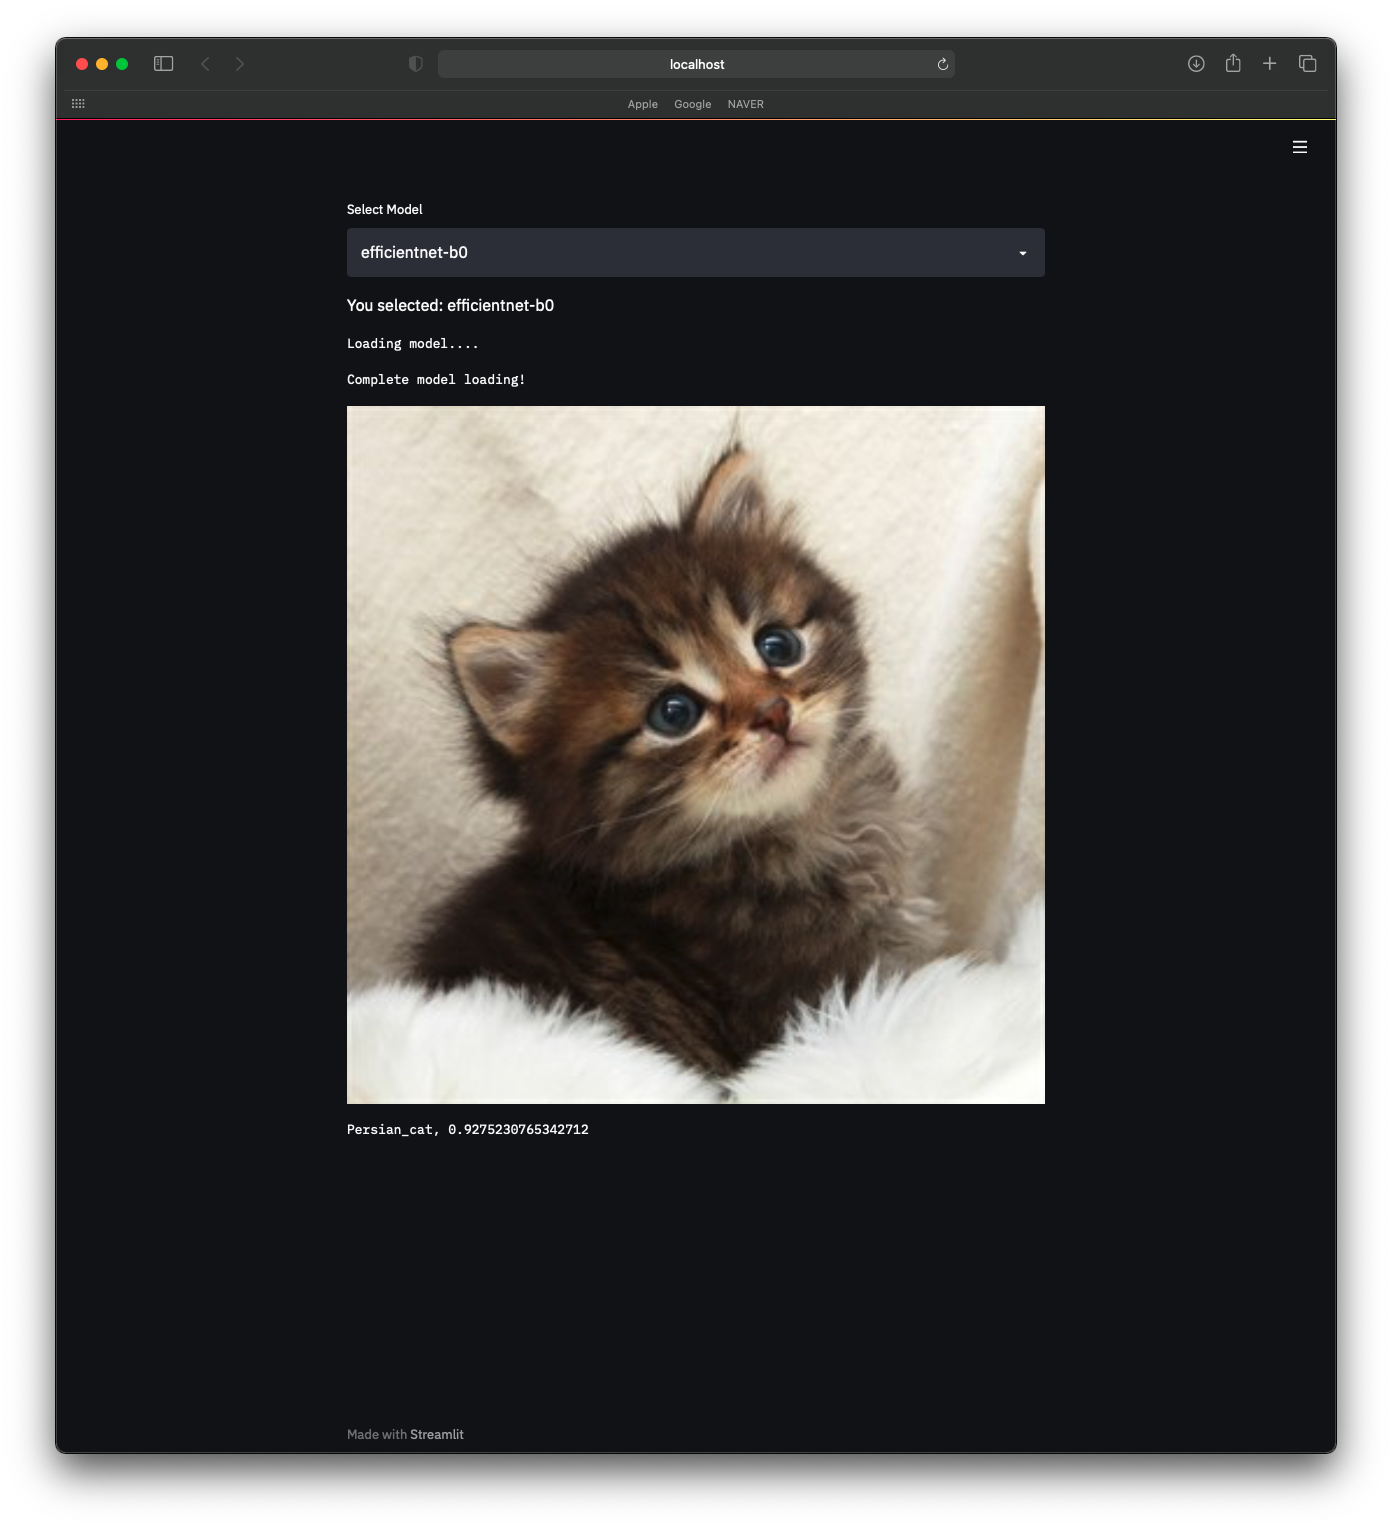 localhost
Apple Google NAVER
Select Model
efficientnet-b0
You selected: efficientnet-b0
Loading model....
Complete model loading!
Persian_cat, 0.9275230765342712
Made with Streamlit